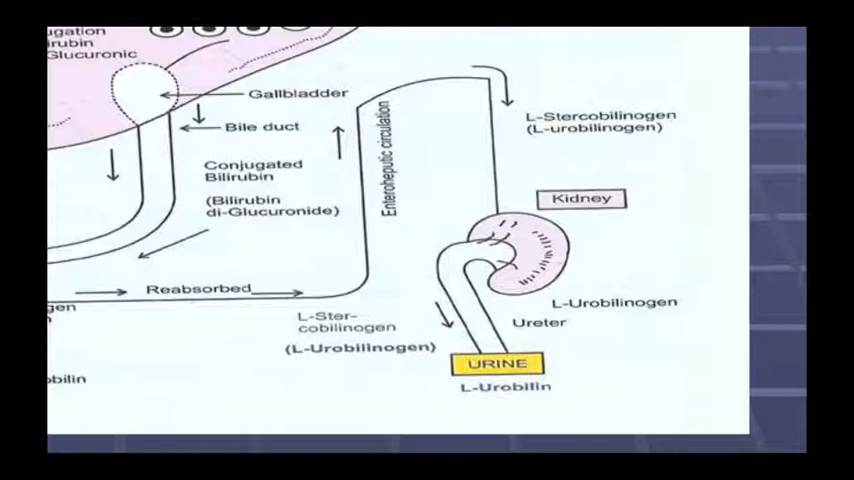 ugation
irubin
Glucuronic
Gallbladder
Bile duct
Conjugated
Bilirubin
(Bilirubin
di-Glucuronide)
Enteroheputic circulation
L-Stercobilinogen
(L-urobilinogen)
Kidney
Reabsorbed
gen
L-Ster-
cobilinogen
(L-Urobilinogen)
L-Urobilinogen
Ureter
URINE
L-Urobilin
obilin